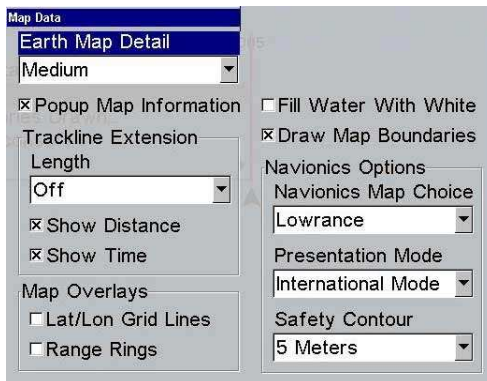 Map Data
Earth Map Detail
Medium
Popup Map Information
Trackline Extension
Length
Off
Show Distance
Show Time
Map Overlays
Lat/Lon Grid Lines
Range Rings
Fill Water With White
Draw Map Boundaries
Navionics Options
Navionics Map Choice
Lowrance
Presentation Mode
International Mode
Safety Contour
5 Meters